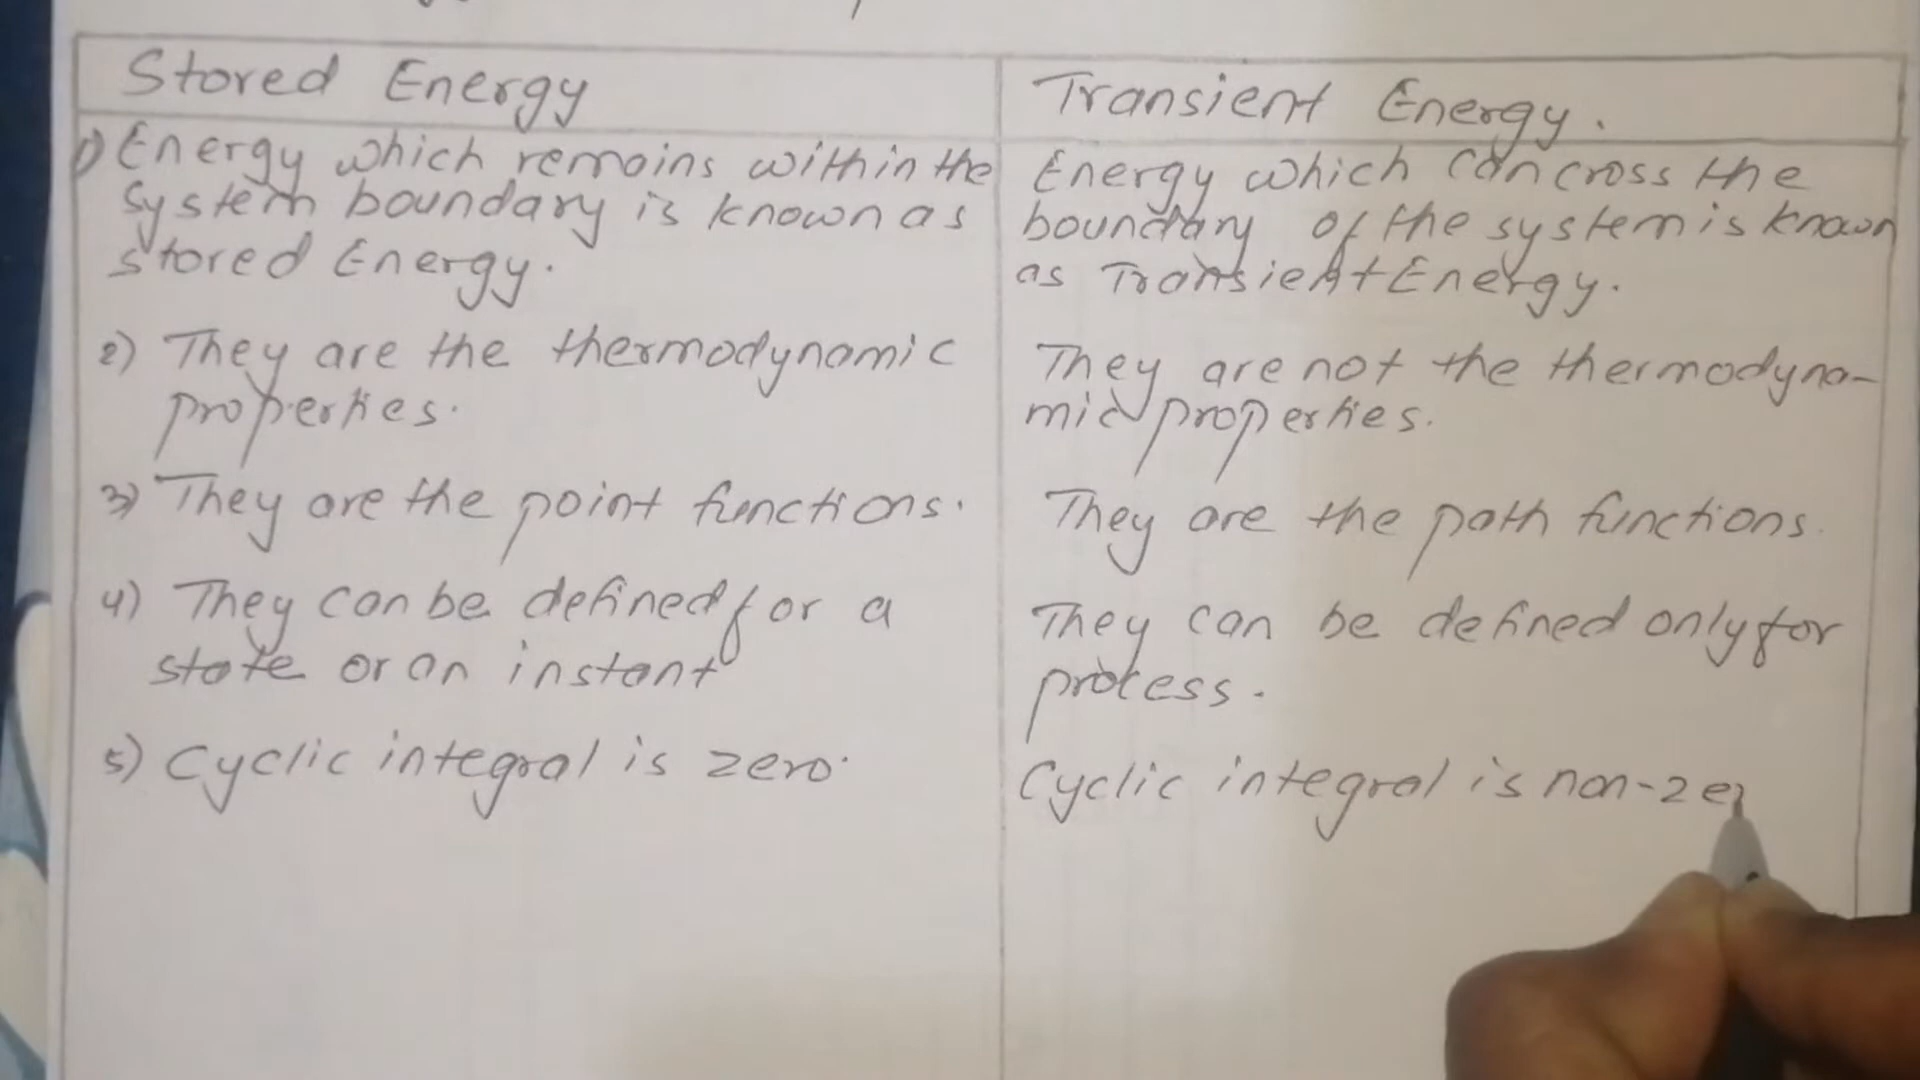 Stored Energy
1) Energy which remains within the
system boundary is known as
stored Energy.
2) They are the thermodynamic
properties.
3) They are the point functions.
4) They can be defined for a
state or an instant
5) Cyclic integral is zero.
Transient Energy.
Energy which can cross the
boundary of the system is known
as Transient Energy.
They are not the thermodyna-
mic properties.
They are the path functions.
They can be defined only for
process.
Cyclic integral is non-zer